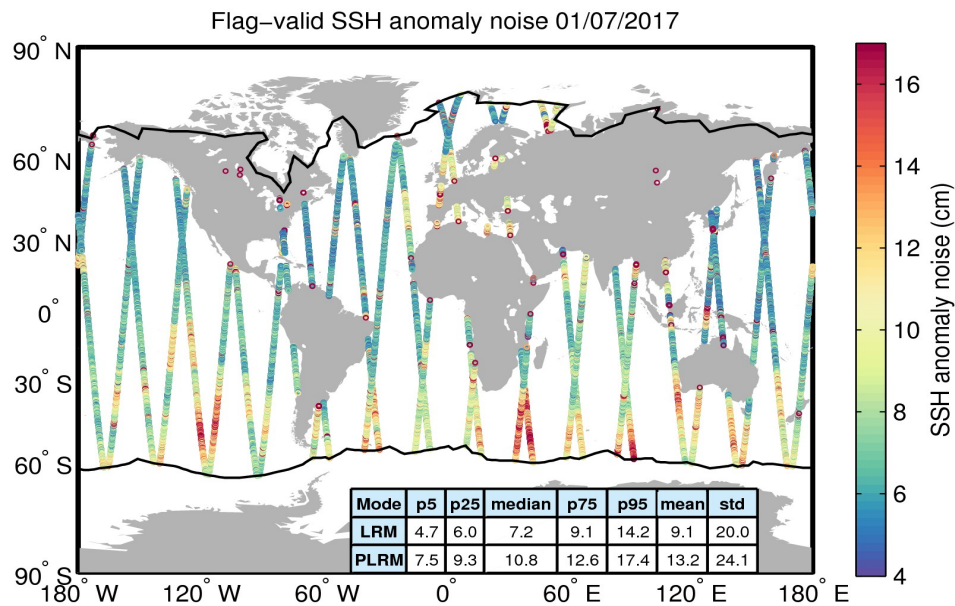 Flag−valid SSH anomaly noise 01/07/2017
90° N
60° N
30° N
0°
30° S
60° S
90° S
180° W 120° W 60° W 0° 60° E 120° E 180° E
16
14
12
10
8
6
4
SSH anomaly noise (cm)
Mode p5 p25 median p75 p95 mean std
LRM 4.7 6.0 7.2 9.1 14.2 9.1 20.0
PLRM 7.5 9.3 10.8 12.6 17.4 13.2 24.1